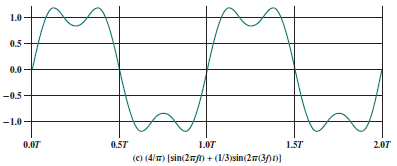 1.0
0.5
0.0
–0.5
–1.0
0.0T 0.5T 1.0T 1.5T 2.0T
(c) (4/π) [sin(2πft) + (1/3)sin(2π(3f)t)]